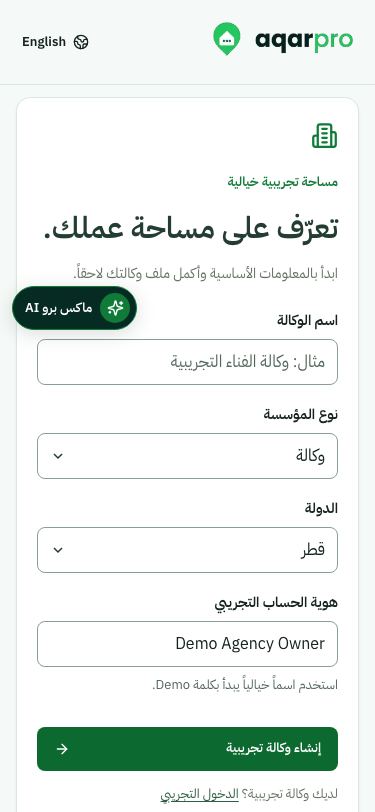 aqarpro
English
مساحة تجريبية خيالية
تعرّف على مساحة عملك.
ابدأ بالمعلومات الأساسية وأكمل ملف وكالتك لاحقاً.
ماكس برو AI
اسم الوكالة
مثال: وكالة الفناء التجريبية
نوع المؤسسة
وكالة
الدولة
قطر
هوية الحساب التجريبي
Demo Agency Owner
استخدم اسماً خيالياً يبدأ بكلمة Demo.
إنشاء وكالة تجريبية
لديك وكالة تجريبية؟ الدخول التجريبي